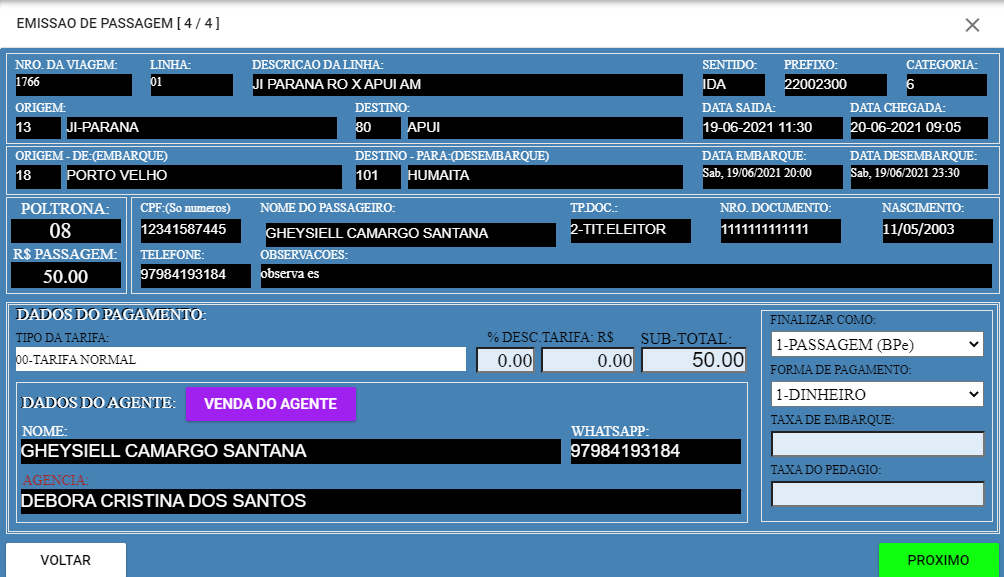 EMISSAO DE PASSAGEM [ 4 / 4 ]
NRO. DA VIAGEM: LINHA: DESCRICAO DA LINHA: SENTIDO: PREFIXO: CATEGORIA:
1766 01 JI PARANA RO X APUI AM IDA 22002300 6
ORIGEM: DESTINO: DATA SAIDA: DATA CHEGADA:
13 JI-PARANA 80 APUI 19-06-2021 11:30 20-06-2021 09:05
ORIGEM - DE:(EMBARQUE) DESTINO - PARA:(DESEMBARQUE) DATA EMBARQUE: DATA DESEMBARQUE:
18 PORTO VELHO 101 HUMAITA Sab, 19/06/2021 20:00 Sab, 19/06/2021 23:30
POLTRONA: CPF:(So numeros) NOME DO PASSAGEIRO: TP.DOC.: NRO. DOCUMENTO: NASCIMENTO:
08 12341587445 GHEYSIELL CAMARGO SANTANA 2-TIT.ELEITOR 1111111111111 11/05/2003
R$ PASSAGEM: TELEFONE: OBSERVACOES:
50.00 97984193184 observa es
DADOS DO PAGAMENTO:
TIPO DA TARIFA: % DESC.TARIFA: R$ SUB-TOTAL:
00-TARIFA NORMAL 0.00 0.00 50.00
DADOS DO AGENTE: VENDA DO AGENTE
NOME: WHATSAPP:
GHEYSIELL CAMARGO SANTANA 97984193184
AGENCIA:
DEBORA CRISTINA DOS SANTOS
FINALIZAR COMO:
1-PASSAGEM (BPe)
FORMA DE PAGAMENTO:
1-DINHEIRO
TAXA DE EMBARQUE:
TAXA DO PEDAGIO:
VOLTAR PROXIMO